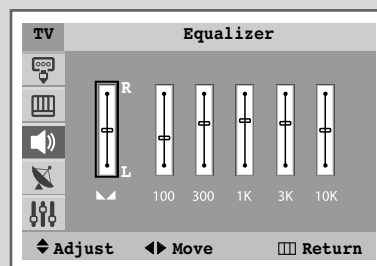 TV Equalizer
R
L
100 300 1K 3K 10K
Adjust Move Return